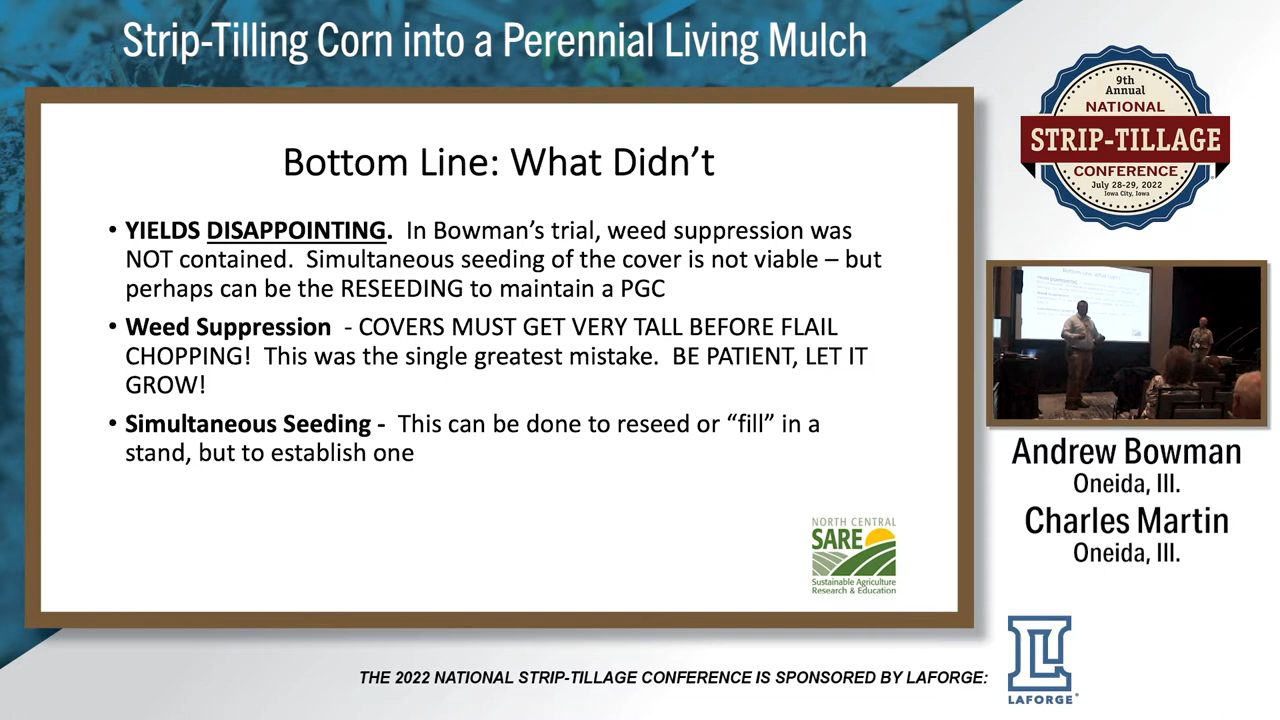 Strip-Tilling Corn into a Perennial Living Mulch
Bottom Line: What Didn't
• YIELDS DISAPPOINTING. In Bowman's trial, weed suppression was
NOT contained. Simultaneous seeding of the cover is not viable – but
perhaps can be the RESEEDING to maintain a PGC
• Weed Suppression - COVERS MUST GET VERY TALL BEFORE FLAIL
CHOPPING! This was the single greatest mistake. BE PATIENT, LET IT
GROW!
• Simultaneous Seeding - This can be done to reseed or “fill” in a
stand, but to establish one
NORTH CENTRAL
SARE
Sustainable Agriculture
Research & Education
9th
Annual
NATIONAL
STRIP-TILLAGE
CONFERENCE
July 28-29, 2022
Iowa City, Iowa
Bottom Line: What Didn't
Andrew Bowman
Oneida, Ill.
Charles Martin
Oneida, Ill.
THE 2022 NATIONAL STRIP-TILLAGE CONFERENCE IS SPONSORED BY LAFORGE:
LAFORGE®